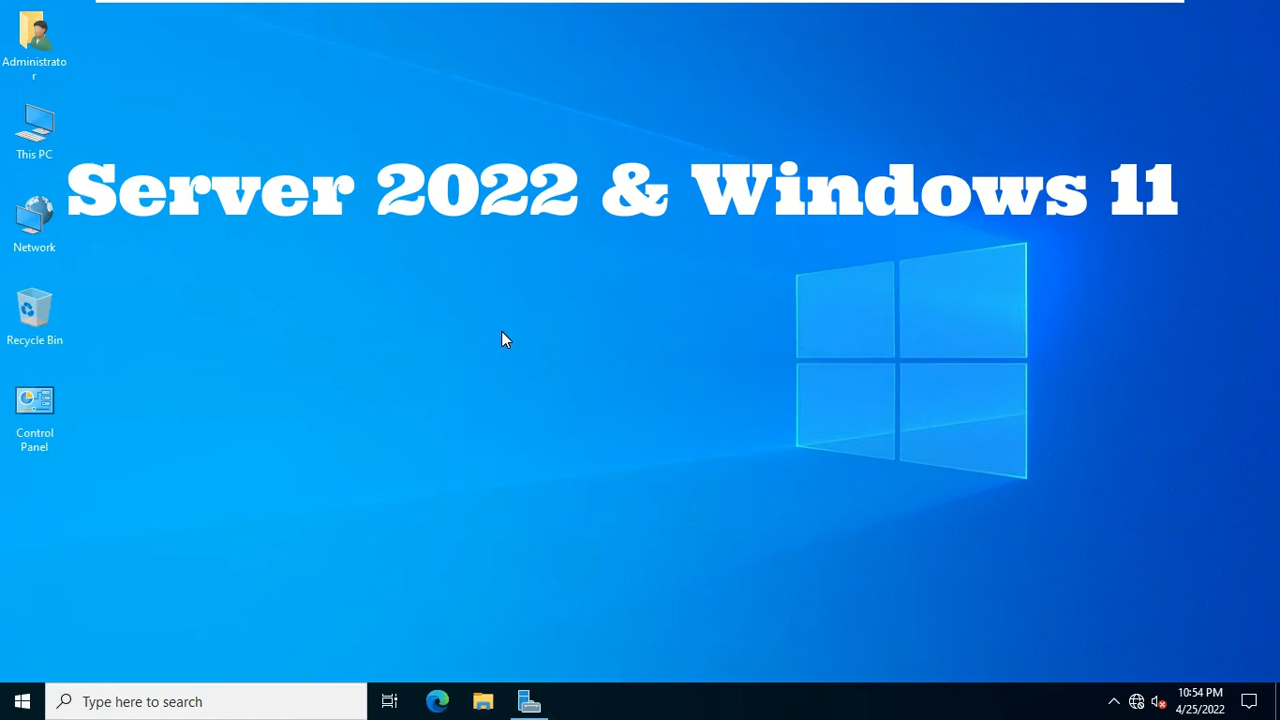 Administrato
r
This PC
Server 2022 & Windows 11
Network
Recycle Bin
Control
Panel
Type here to search
10:54 PM
4/25/2022